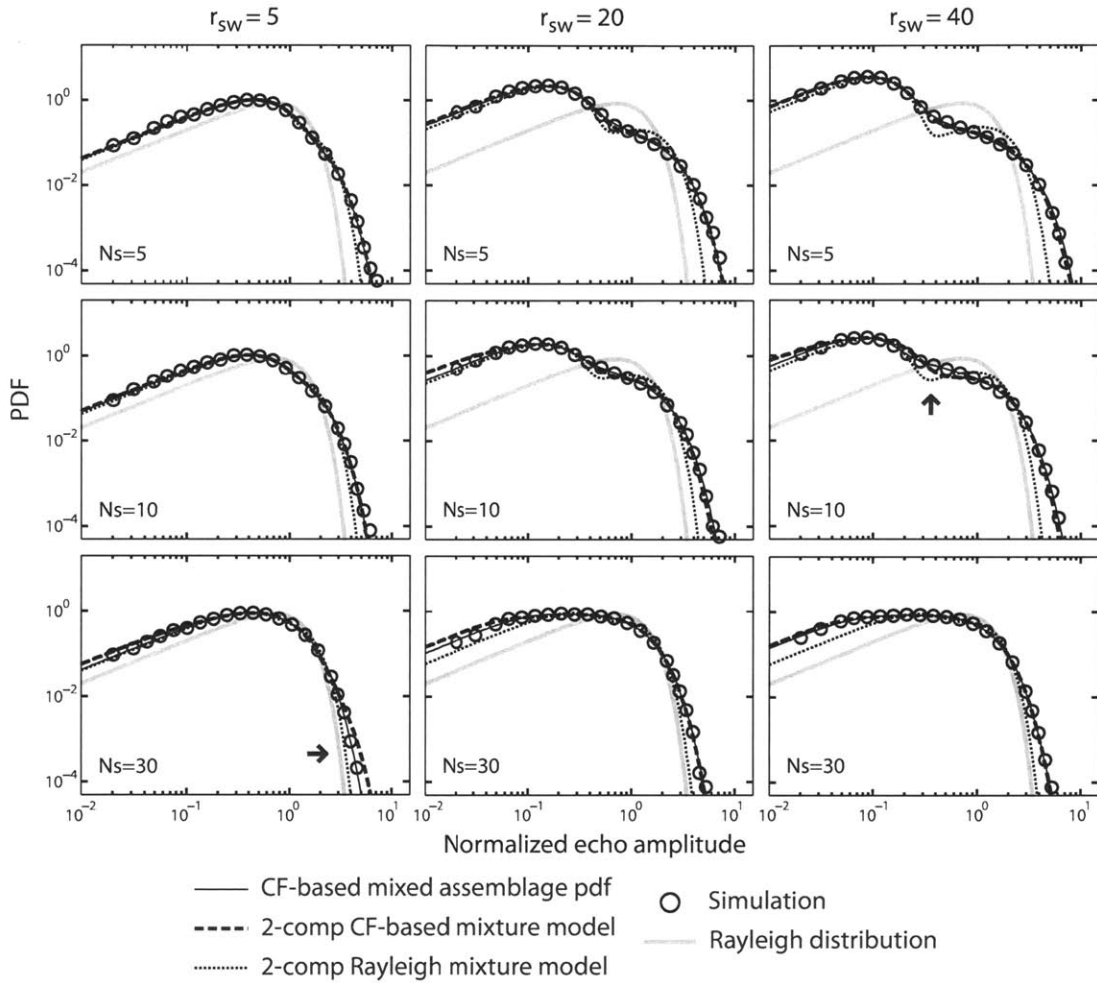 r_sw = 5
r_sw = 20
r_sw = 40
10^0
10^-2
10^-4
Ns=5
Ns=5
Ns=5
10^0
10^-2
10^-4
Ns=10
Ns=10
Ns=10
10^0
10^-2
10^-4
Ns=30
Ns=30
Ns=30
10^-2
10^-1
10^0
10^1
10^-2
10^-1
10^0
10^1
10^-2
10^-1
10^0
10^1
PDF
Normalized echo amplitude
CF-based mixed assemblage pdf
2-comp CF-based mixture model
2-comp Rayleigh mixture model
Simulation
Rayleigh distribution